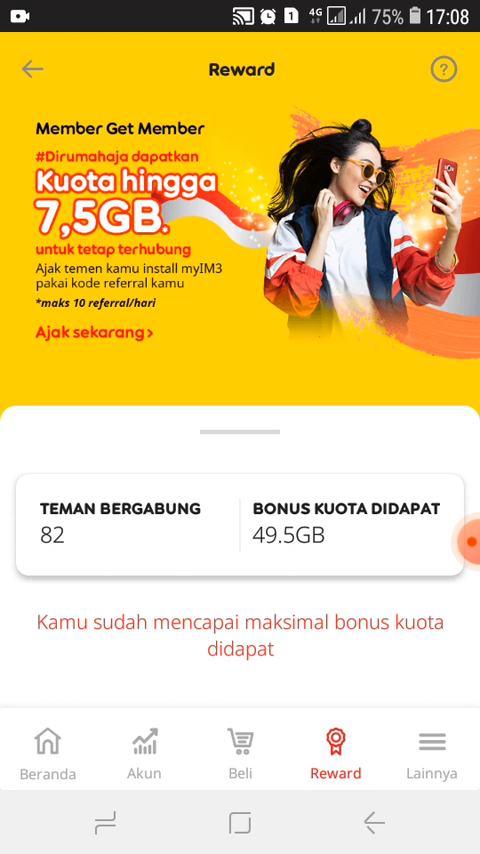 4G 1 75% 17:08
Reward
?
Member Get Member
#Dirumahaja dapatkan
Kuota hingga
7,5GB.
untuk tetap terhubung
Ajak temen kamu install myIM3
pakai kode referral kamu
*maks 10 referral/hari
Ajak sekarang>
TEMAN BERGABUNG
82
BONUS KUOTA DIDAPAT
49.5GB
Kamu sudah mencapai maksimal bonus kuota
didapat
Beranda
Akun
Beli
Reward
Lainnya